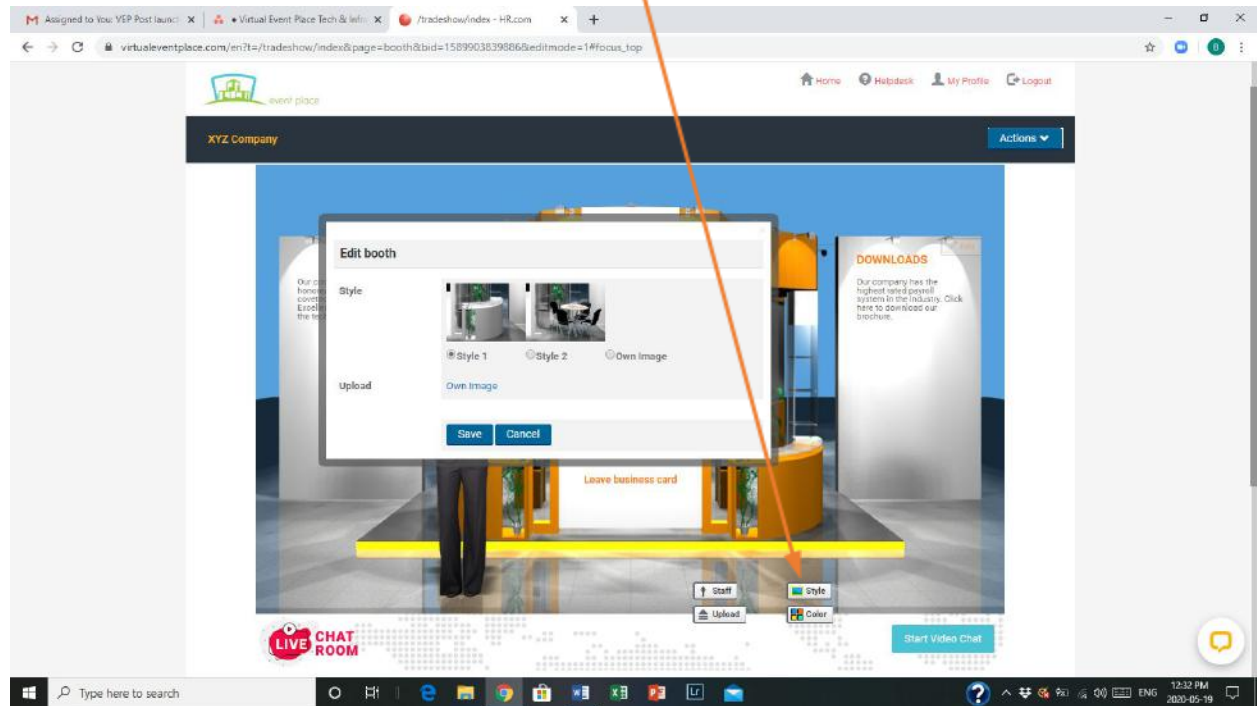 Assigned to You: VEP Post launc
Virtual Event Place Tech & Infra
/tradeshow/index - HR.com
virtualeventplace.com/en?t=/tradeshow/index&page=booth&bid=1589903839886&editmode=1#focus_top
event place
Home
Helpdesk
My Profile
Logout
XYZ Company
Actions
Edit booth
Style
Style 1
Style 2
Own Image
Upload
Own Image
Save
Cancel
DOWNLOADS
Our company has the
highest rated payroll
system in the industry. Click
here to download our
brochure.
Leave business card
Staff
Style
Upload
Color
LIVE CHAT
ROOM
Start Video Chat
Type here to search
ENG
12:32 PM
2020-05-19